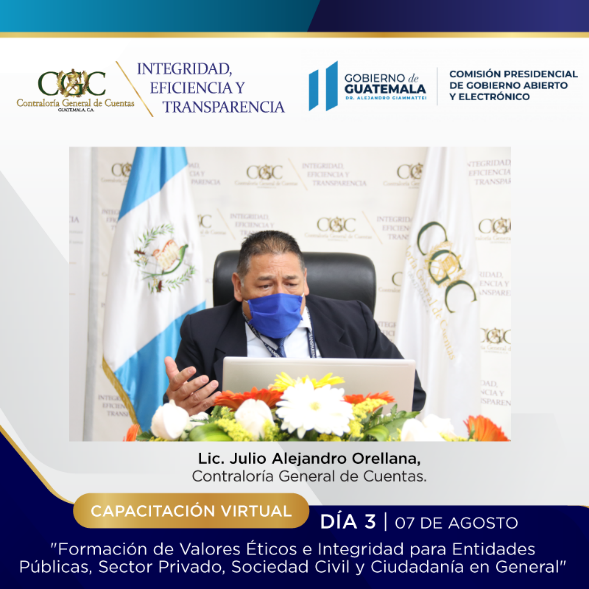 CGC
Contraloría General de Cuentas
GUATEMALA, C.A.
INTEGRIDAD,
EFICIENCIA Y
TRANSPARENCIA
GOBIERNO de
GUATEMALA
DR. ALEJANDRO GIAMMATTEI
COMISIÓN PRESIDENCIAL
DE GOBIERNO ABIERTO
Y ELECTRÓNICO
Lic. Julio Alejandro Orellana,
Contraloría General de Cuentas.
CAPACITACIÓN VIRTUAL
DÍA 3 | 07 DE AGOSTO
"Formación de Valores Éticos e Integridad para Entidades
Públicas, Sector Privado, Sociedad Civil y Ciudadanía en General"